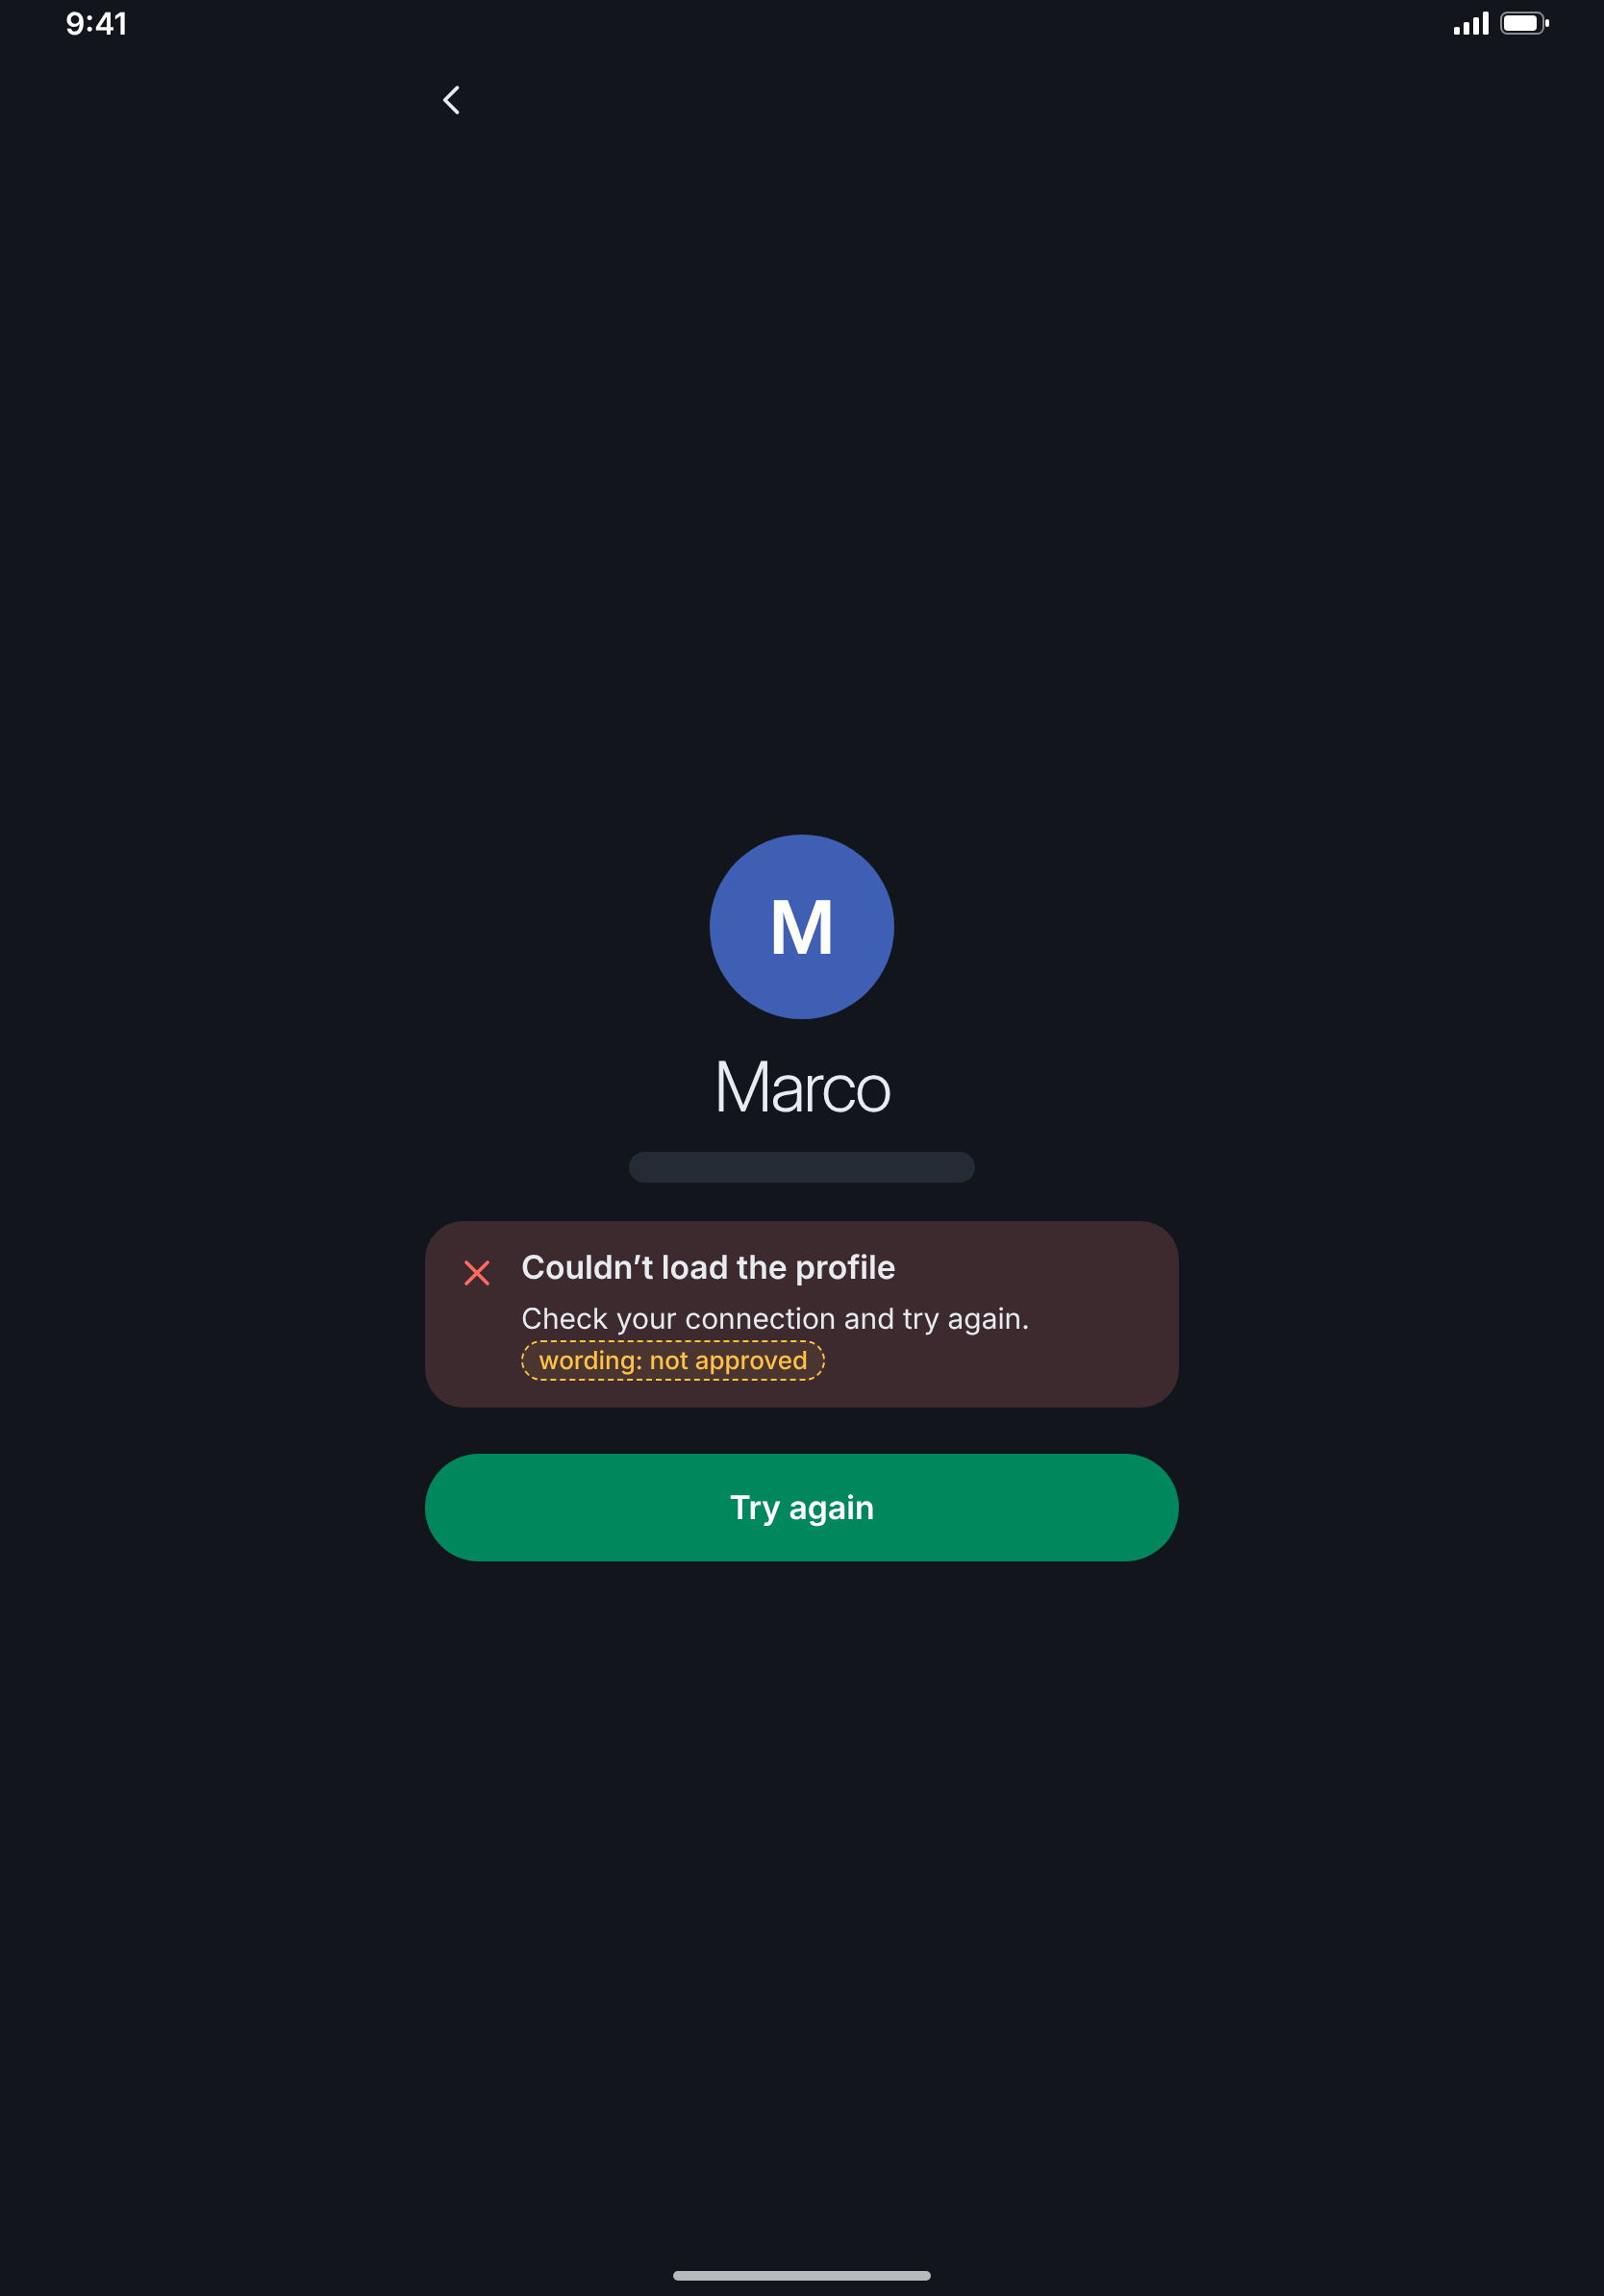 9:41
M
Marco
Couldn’t load the profile
Check your connection and try again.
wording: not approved
Try again